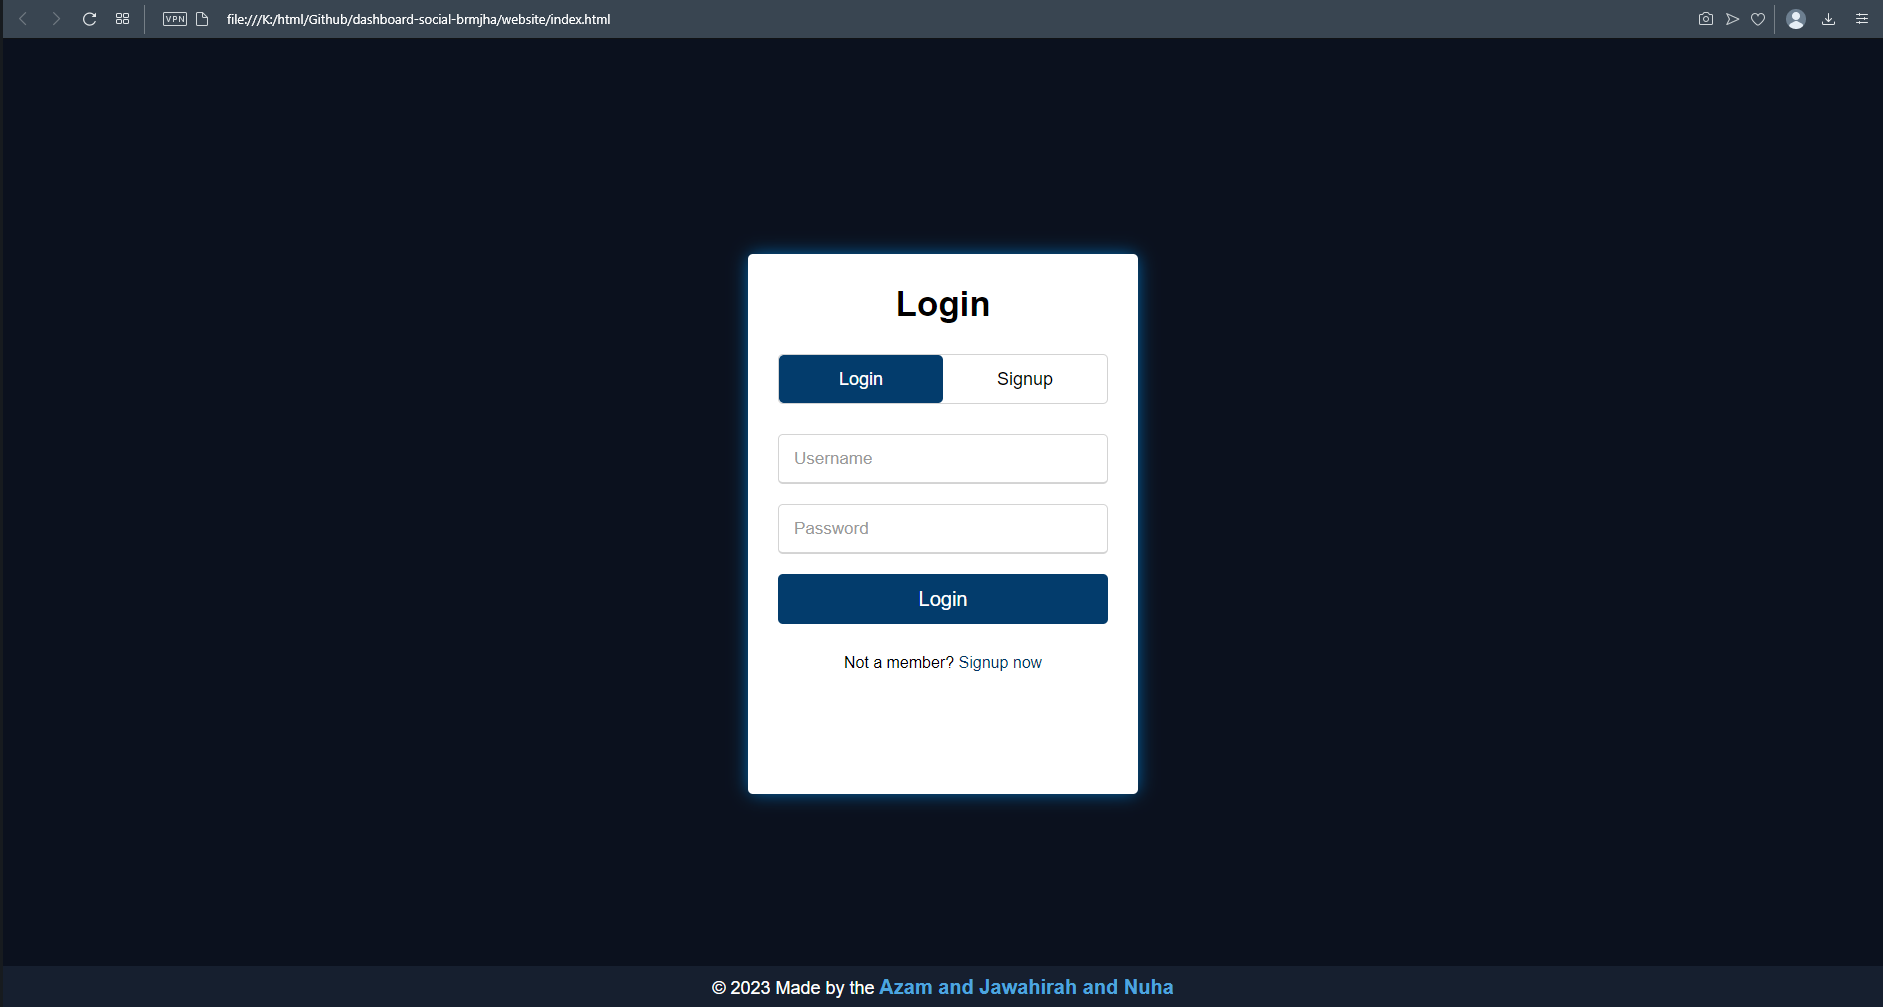 VPN
file:///K:/html/Github/dashboard-social-brmjha/website/index.html
Login
Login Signup
Username
Password
Login
Not a member? Signup now
© 2023 Made by the Azam and Jawahirah and Nuha